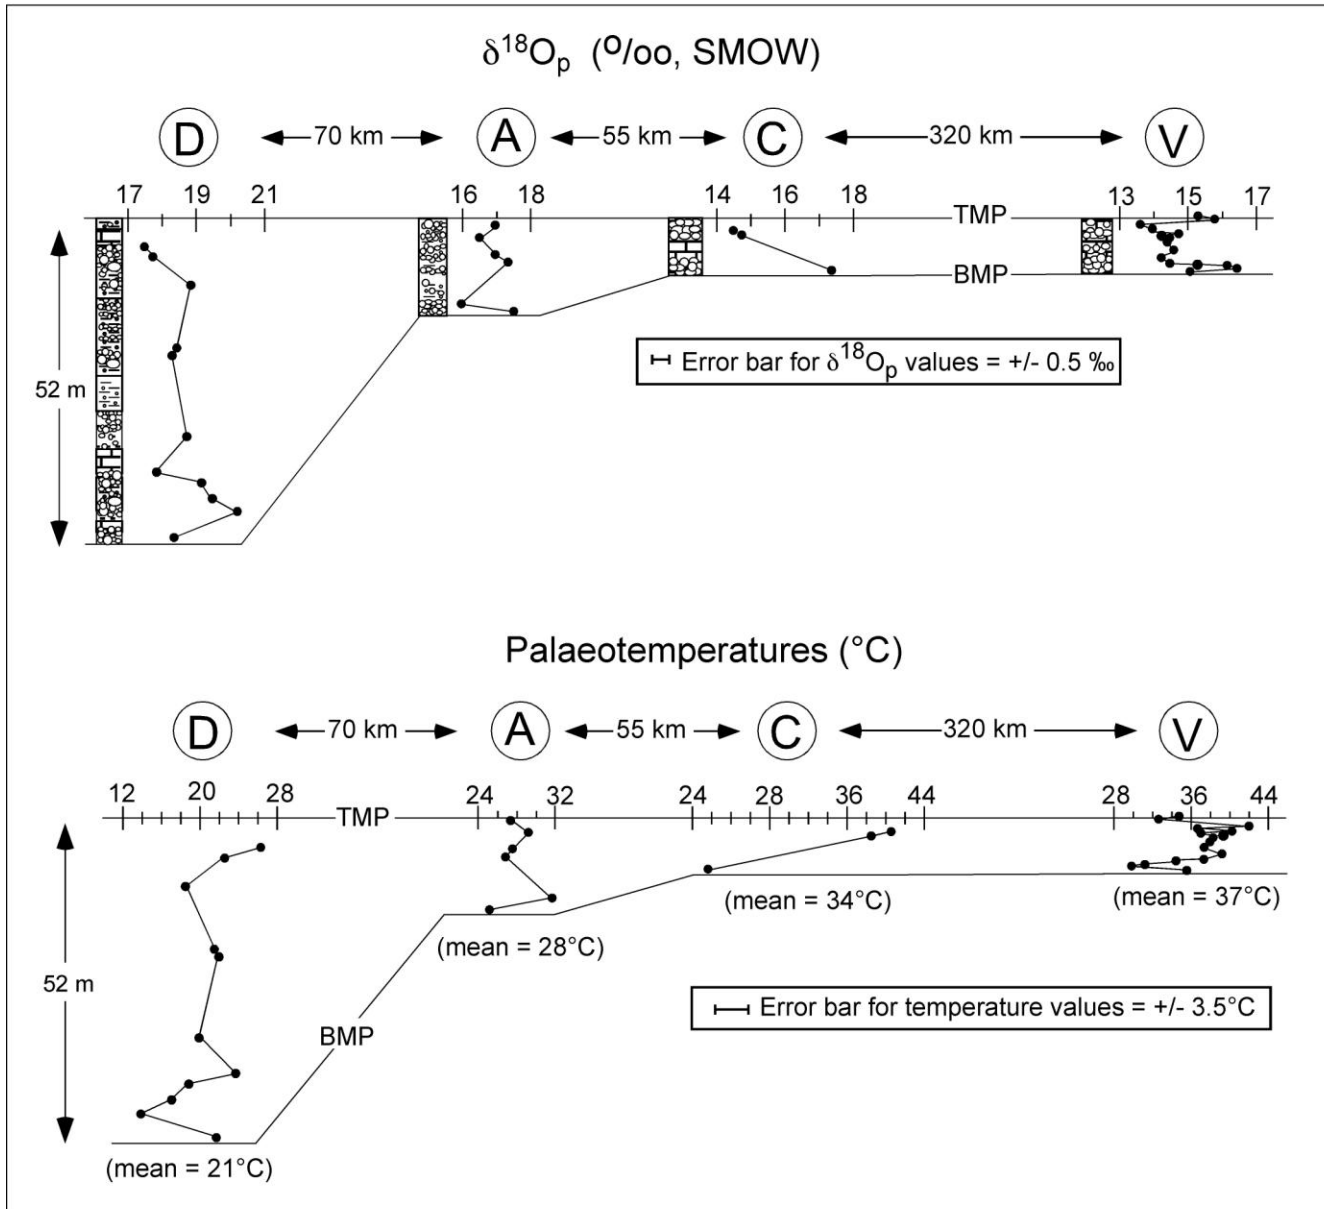 δ18Op (o/oo, SMOW)
D 70 km A 55 km C 320 km V
17 19 21 16 18 14 16 18 13 15 17
TMP
BMP
52 m
Error bar for δ18Op values = +/- 0.5 ‰
Palaeotemperatures (°C)
D 70 km A 55 km C 320 km V
12 20 28 24 32 24 28 36 44 28 36 44
TMP
(mean = 34°C) (mean = 37°C)
(mean = 28°C)
52 m
Error bar for temperature values = +/- 3.5°C
BMP
(mean = 21°C)